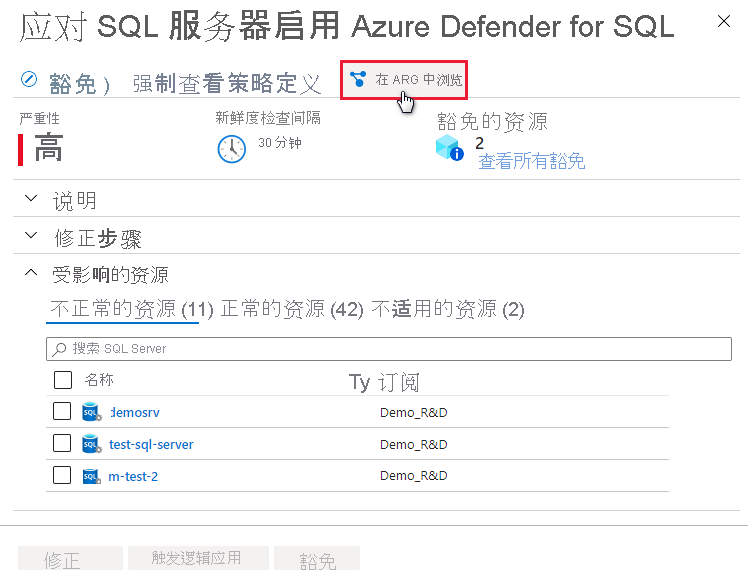 应对 SQL 服务器启用 Azure Defender for SQL
豁免) 强制查看策略定义 在 ARG 中浏览
严重性
高
新鲜度检查间隔
30 分钟
豁免的资源
2
查看所有豁免
说明
修正步骤
受影响的资源
不正常的资源 (11) 正常的资源 (42) 不适用的资源 (2)
搜索 SQL Server
名称 Ty 订阅
SQL demosrv Demo_R&D
SQL test-sql-server Demo_R&D
SQL m-test-2 Demo_R&D
修正 触发逻辑应用 豁免